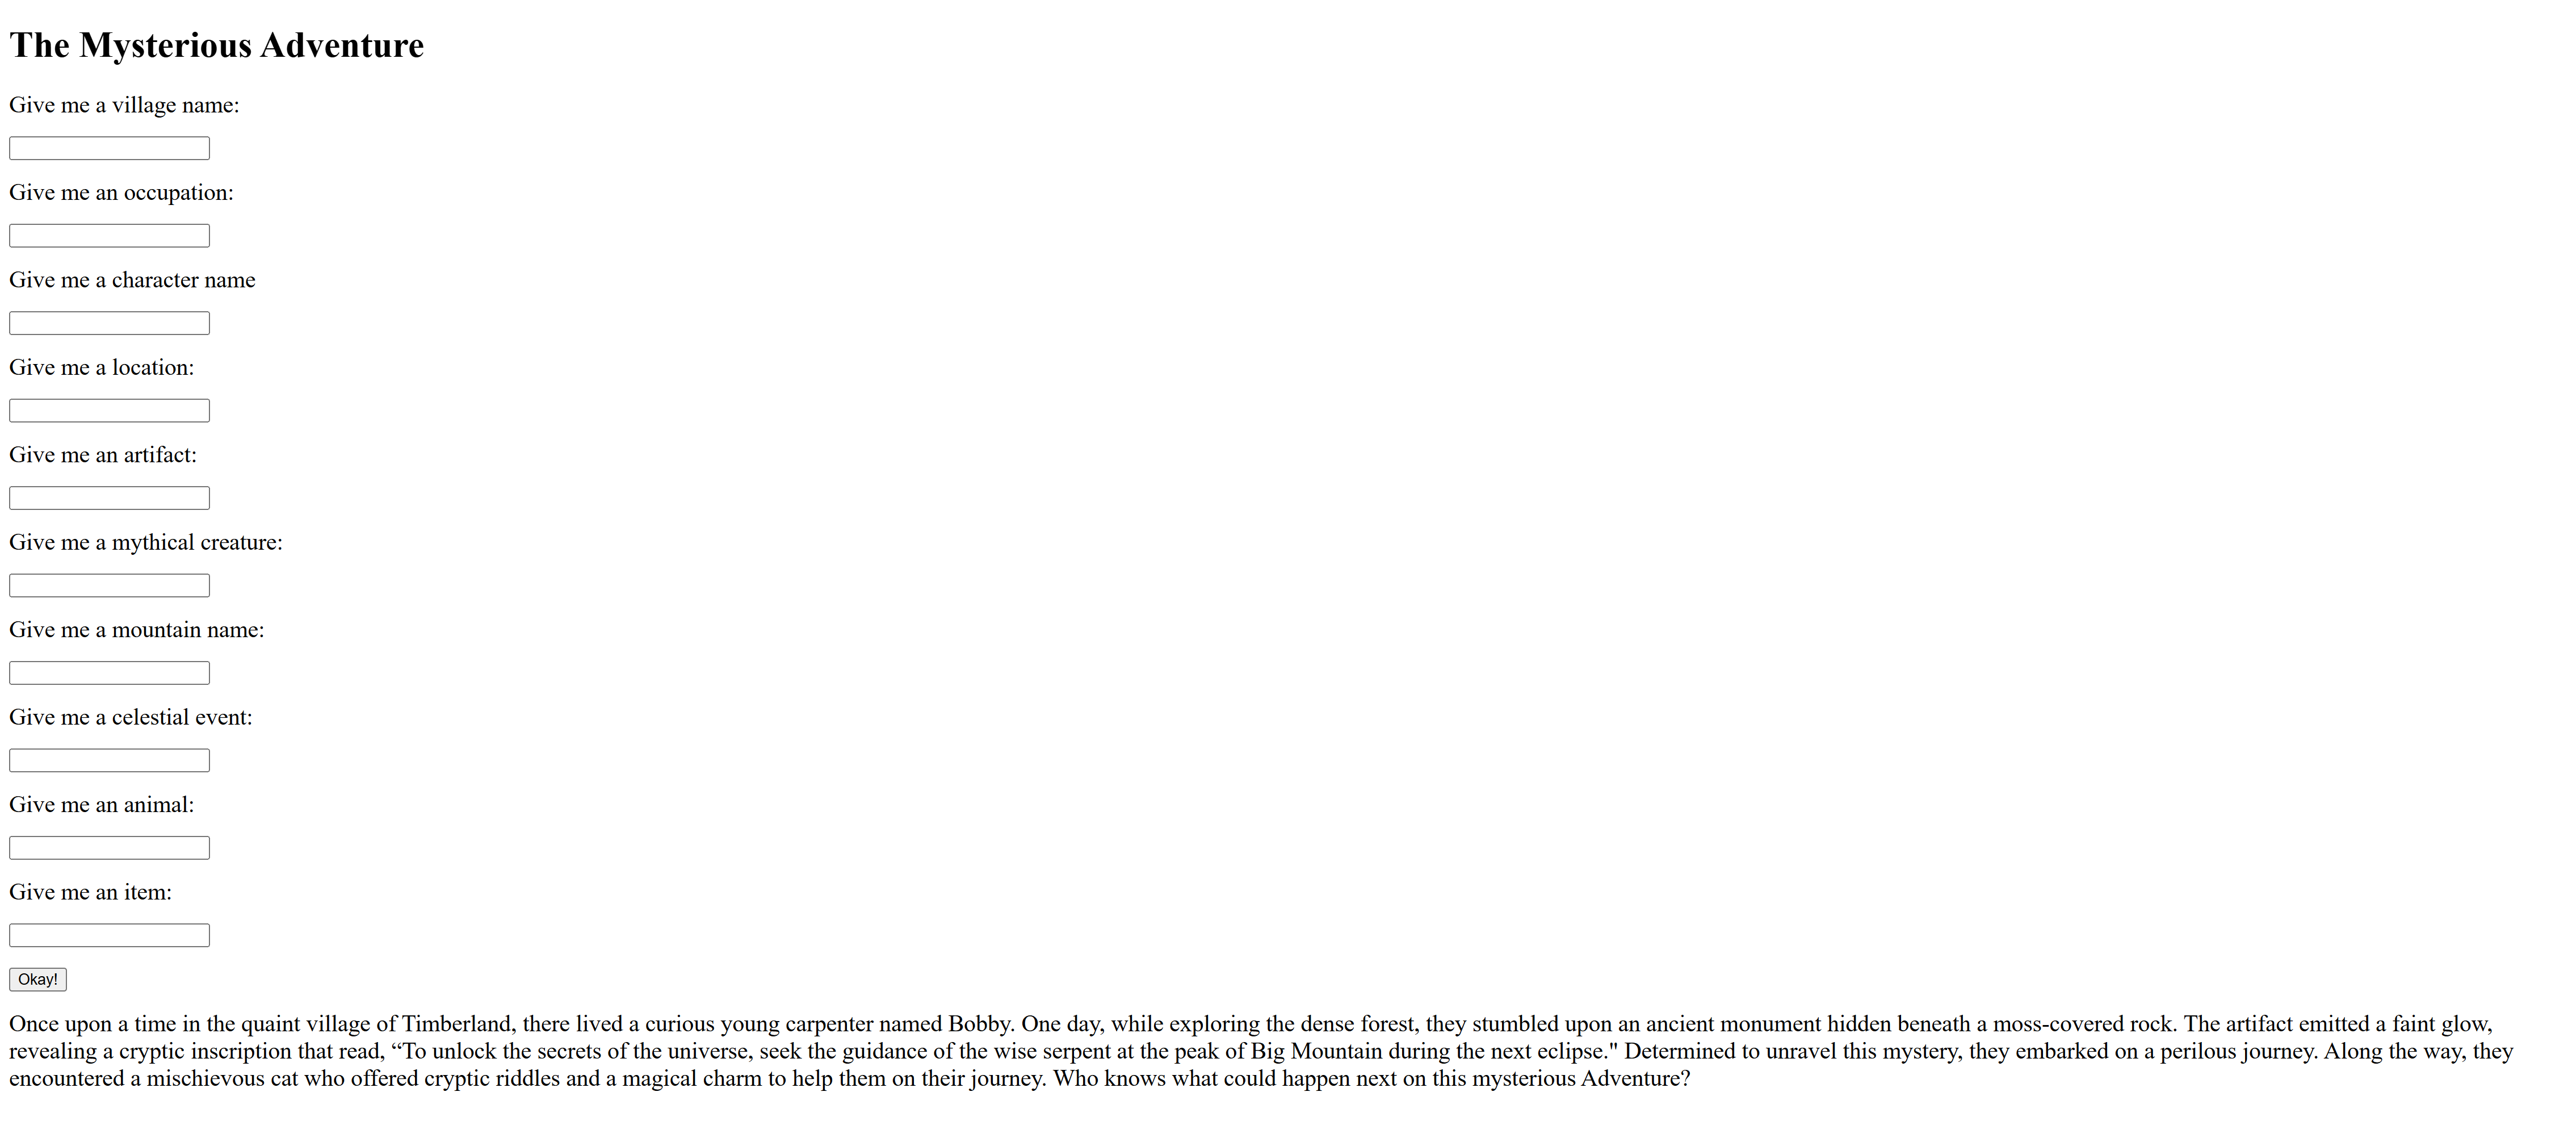 The Mysterious Adventure
Give me a village name:
Give me an occupation:
Give me a character name
Give me a location:
Give me an artifact:
Give me a mythical creature:
Give me a mountain name:
Give me a celestial event:
Give me an animal:
Give me an item:
Okay!
Once upon a time in the quaint village of Timberland, there lived a curious young carpenter named Bobby. One day, while exploring the dense forest, they stumbled upon an ancient monument hidden beneath a moss-covered rock. The artifact emitted a faint glow,
revealing a cryptic inscription that read, “To unlock the secrets of the universe, seek the guidance of the wise serpent at the peak of Big Mountain during the next eclipse." Determined to unravel this mystery, they embarked on a perilous journey. Along the way, they
encountered a mischievous cat who offered cryptic riddles and a magical charm to help them on their journey. Who knows what could happen next on this mysterious Adventure?